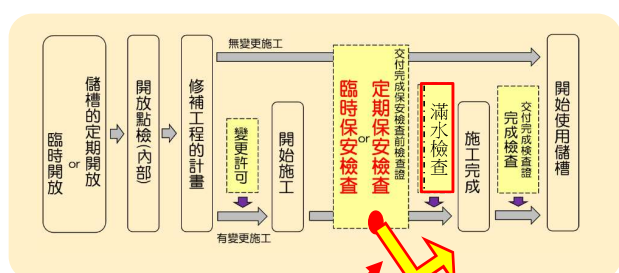 儲槽的定期開放
or
臨時開放
開放點檢(內部)
修補工程的計畫
無變更施工
變更許可
有變更施工
開始施工
交付完成保安檢查前檢查證
定期保安檢查
or
臨時保安檢查
滿水檢查
施工完成
交付完成検査證
完成檢查
開始使用儲槽